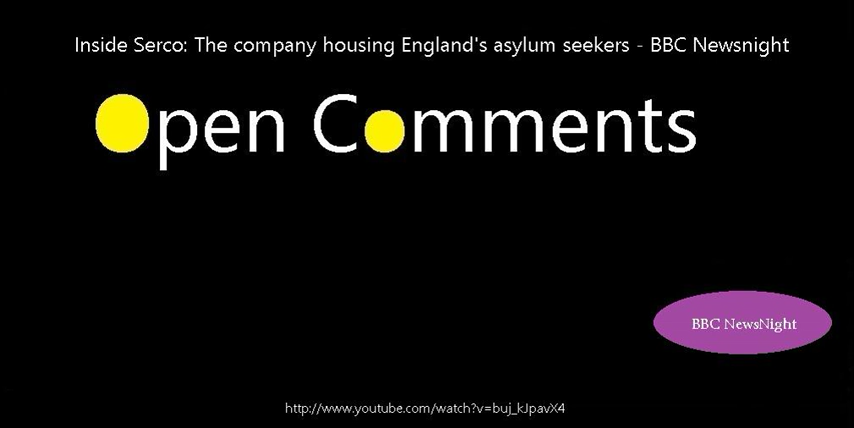 Inside Serco: The company housing England's asylum seekers - BBC Newsnight
Open Comments
BBC NewsNight
http://www.youtube.com/watch?v=buj_kJpavX4